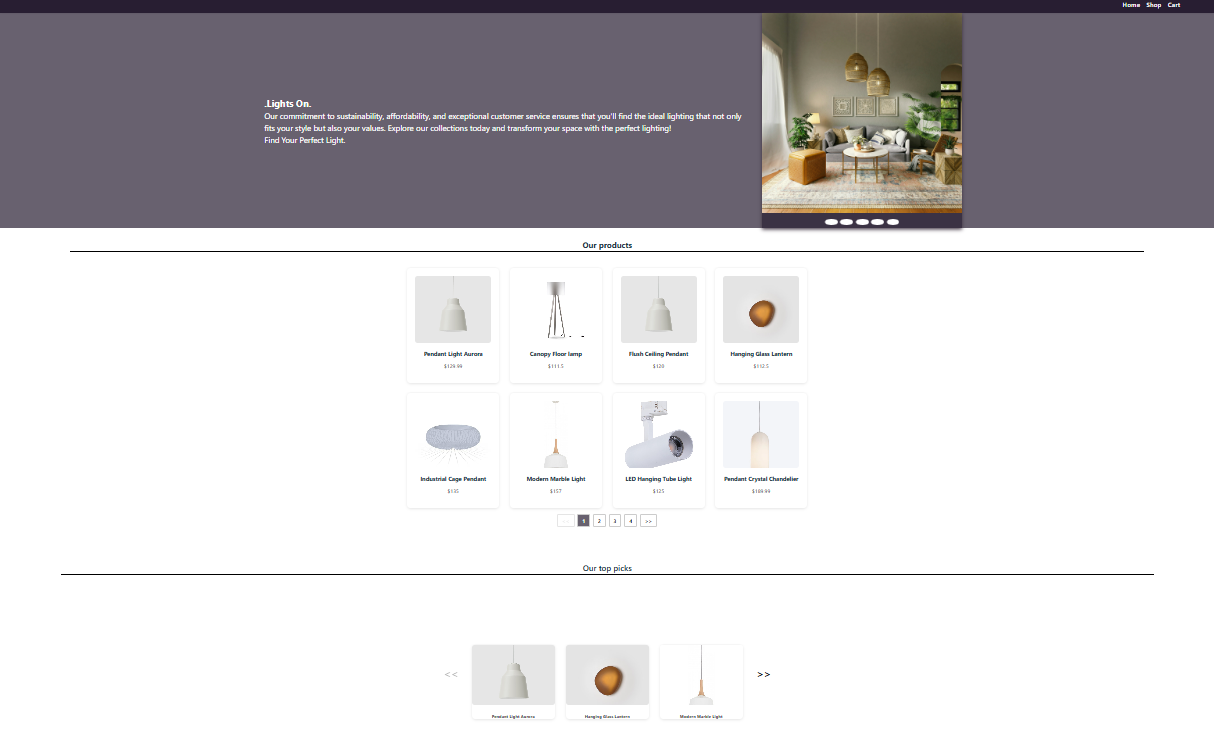 Home Shop Cart
.Lights On.
Our commitment to sustainability, affordability, and exceptional customer service ensures that you'll find the ideal lighting that not only
fits your style but also your values. Explore our collections today and transform your space with the perfect lighting!
Find Your Perfect Light.
Our products
Pendant Light Aurora
$129.99
Canopy Floor lamp
$111.5
Flush Ceiling Pendant
$120
Hanging Glass Lantern
$112.5
Industrial Cage Pendant
$135
Modern Marble Light
$157
LED Hanging Tube Light
$125
Pendant Crystal Chandelier
$189.99
<< 1 2 3 4 >>
Our top picks
<< >>
Pendant Light Aurora
Hanging Glass Lantern
Modern Marble Light